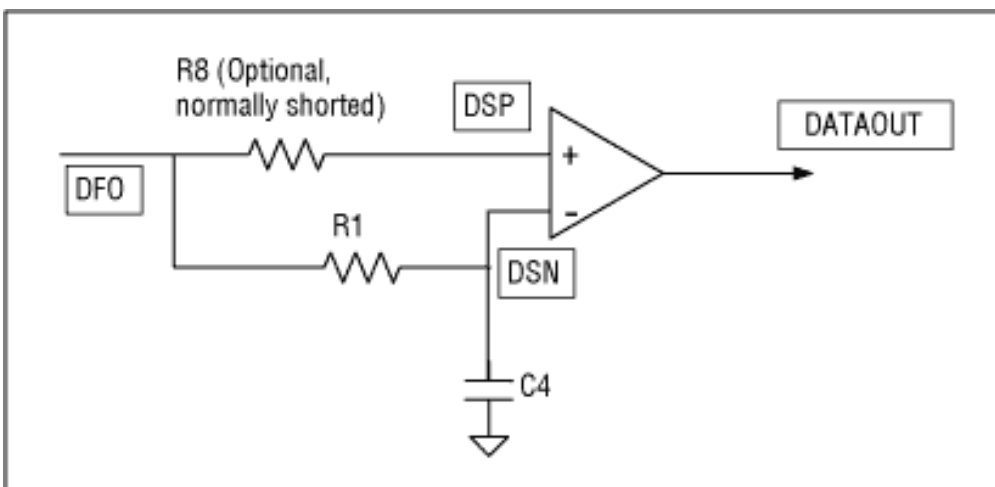 R8 (Optional,
normally shorted)
DSP
DATAOUT
+
DFO
-
R1
DSN
C4